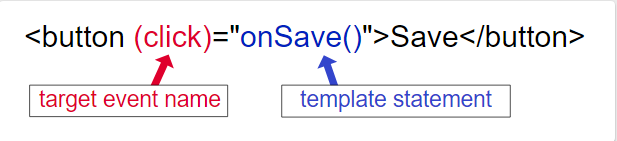 <button (click)="onSave()">Save</button>
target event name
template statement